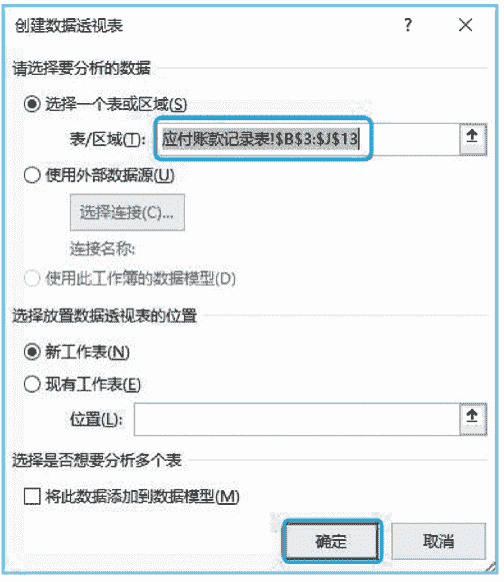 创建数据透视表 ?
请选择要分析的数据
选择一个表或区域(S)
表/区域(T): 应付账款记录表!$B$3:$J$13
使用外部数据源(U)
选择连接(C)...
连接名称:
使用此工作簿的数据模型(D)
选择放置数据透视表的位置
新工作表(N)
现有工作表(E)
位置(L):
选择是否想要分析多个表
将此数据添加到数据模型(M)
确定 取消